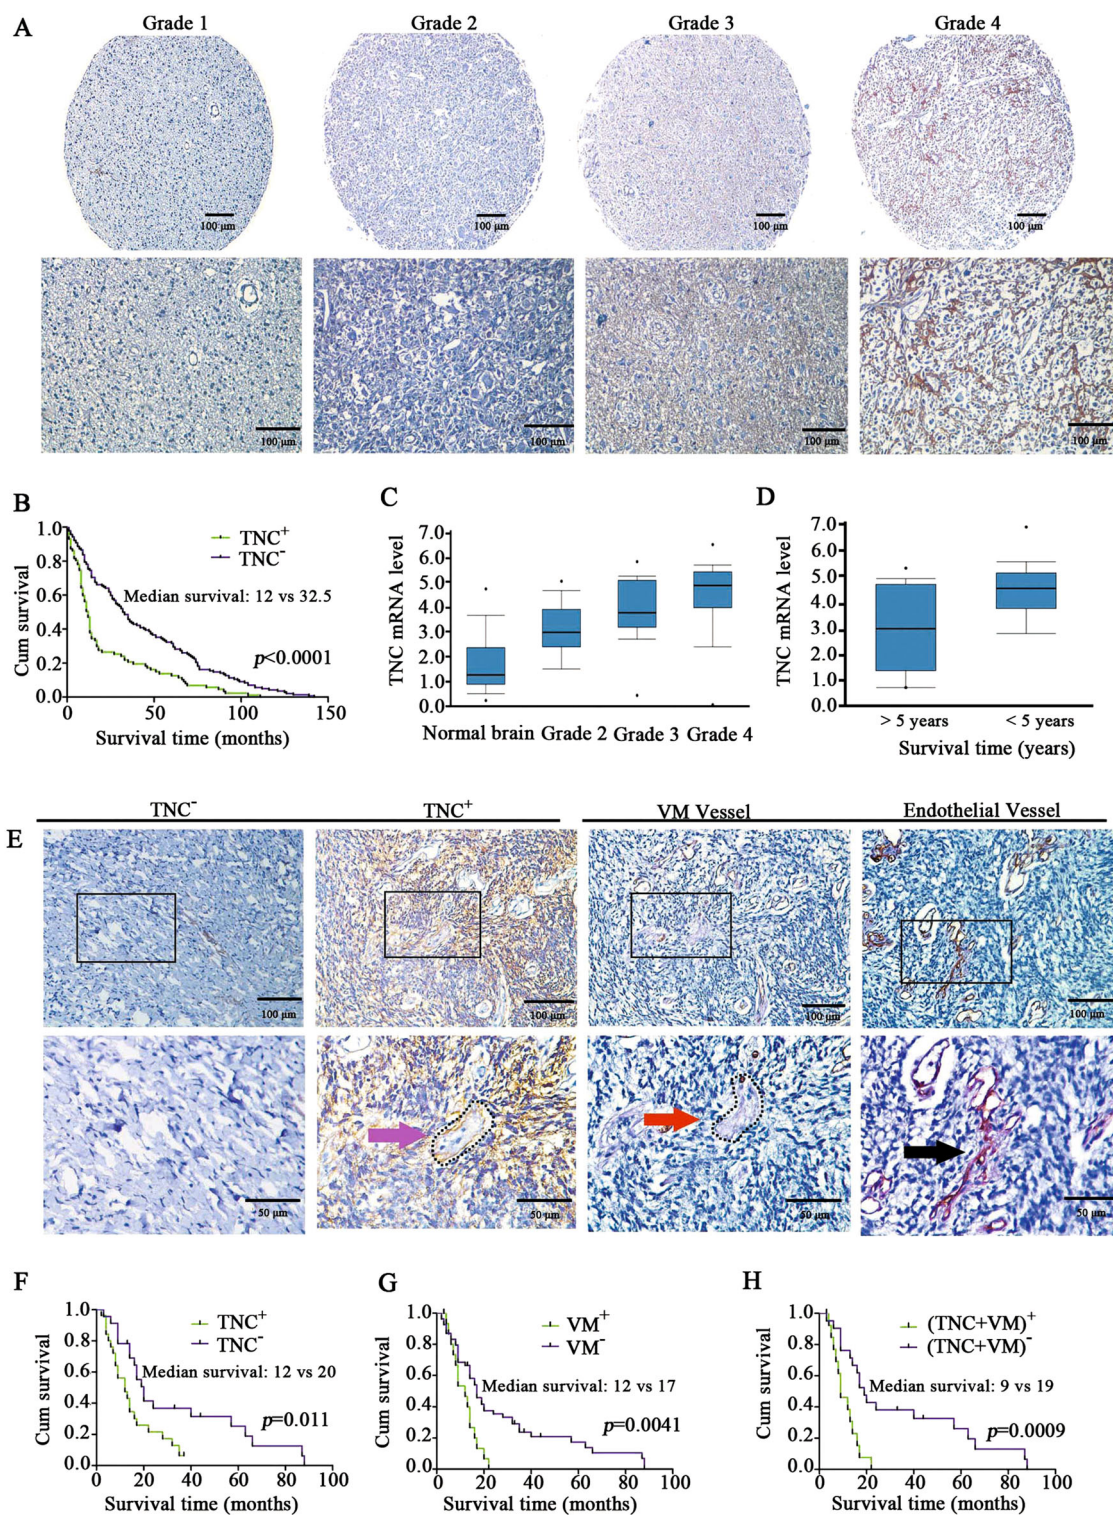 A
Grade 1
Grade 2
Grade 3
Grade 4
100 µm
100 µm
100 µm
100 µm
100 µm
100 µm
100 µm
100 µm
B
1.0
0.8
0.6
0.4
0.2
0.0
Cum survival
TNC⁺
TNC⁻
Median survival: 12 vs 32.5
p<0.0001
0
50
100
150
Survival time (months)
C
TNC mRNA level
7.0
6.0
5.0
4.0
3.0
2.0
1.0
0.0
Normal brain
Grade 2
Grade 3
Grade 4
D
TNC mRNA level
7.0
6.0
5.0
4.0
3.0
2.0
1.0
0.0
> 5 years
< 5 years
Survival time (years)
E
TNC⁻
TNC⁺
VM Vessel
Endothelial Vessel
100 µm
100 µm
100 µm
100 µm
50 µm
50 µm
50 µm
50 µm
F
Cum survival
1.0
0.8
0.6
0.4
0.2
0.0
TNC⁺
TNC⁻
Median survival: 12 vs 20
p=0.011
0
20
40
60
80
100
Survival time (months)
G
Cum survival
1.0
0.8
0.6
0.4
0.2
0.0
VM⁺
VM⁻
Median survival: 12 vs 17
p=0.0041
0
20
40
60
80
100
Survival time (months)
H
Cum survival
1.0
0.8
0.6
0.4
0.2
0.0
(TNC+VM)⁺
(TNC+VM)⁻
Median survival: 9 vs 19
p=0.0009
0
20
40
60
80
100
Survival time (months)